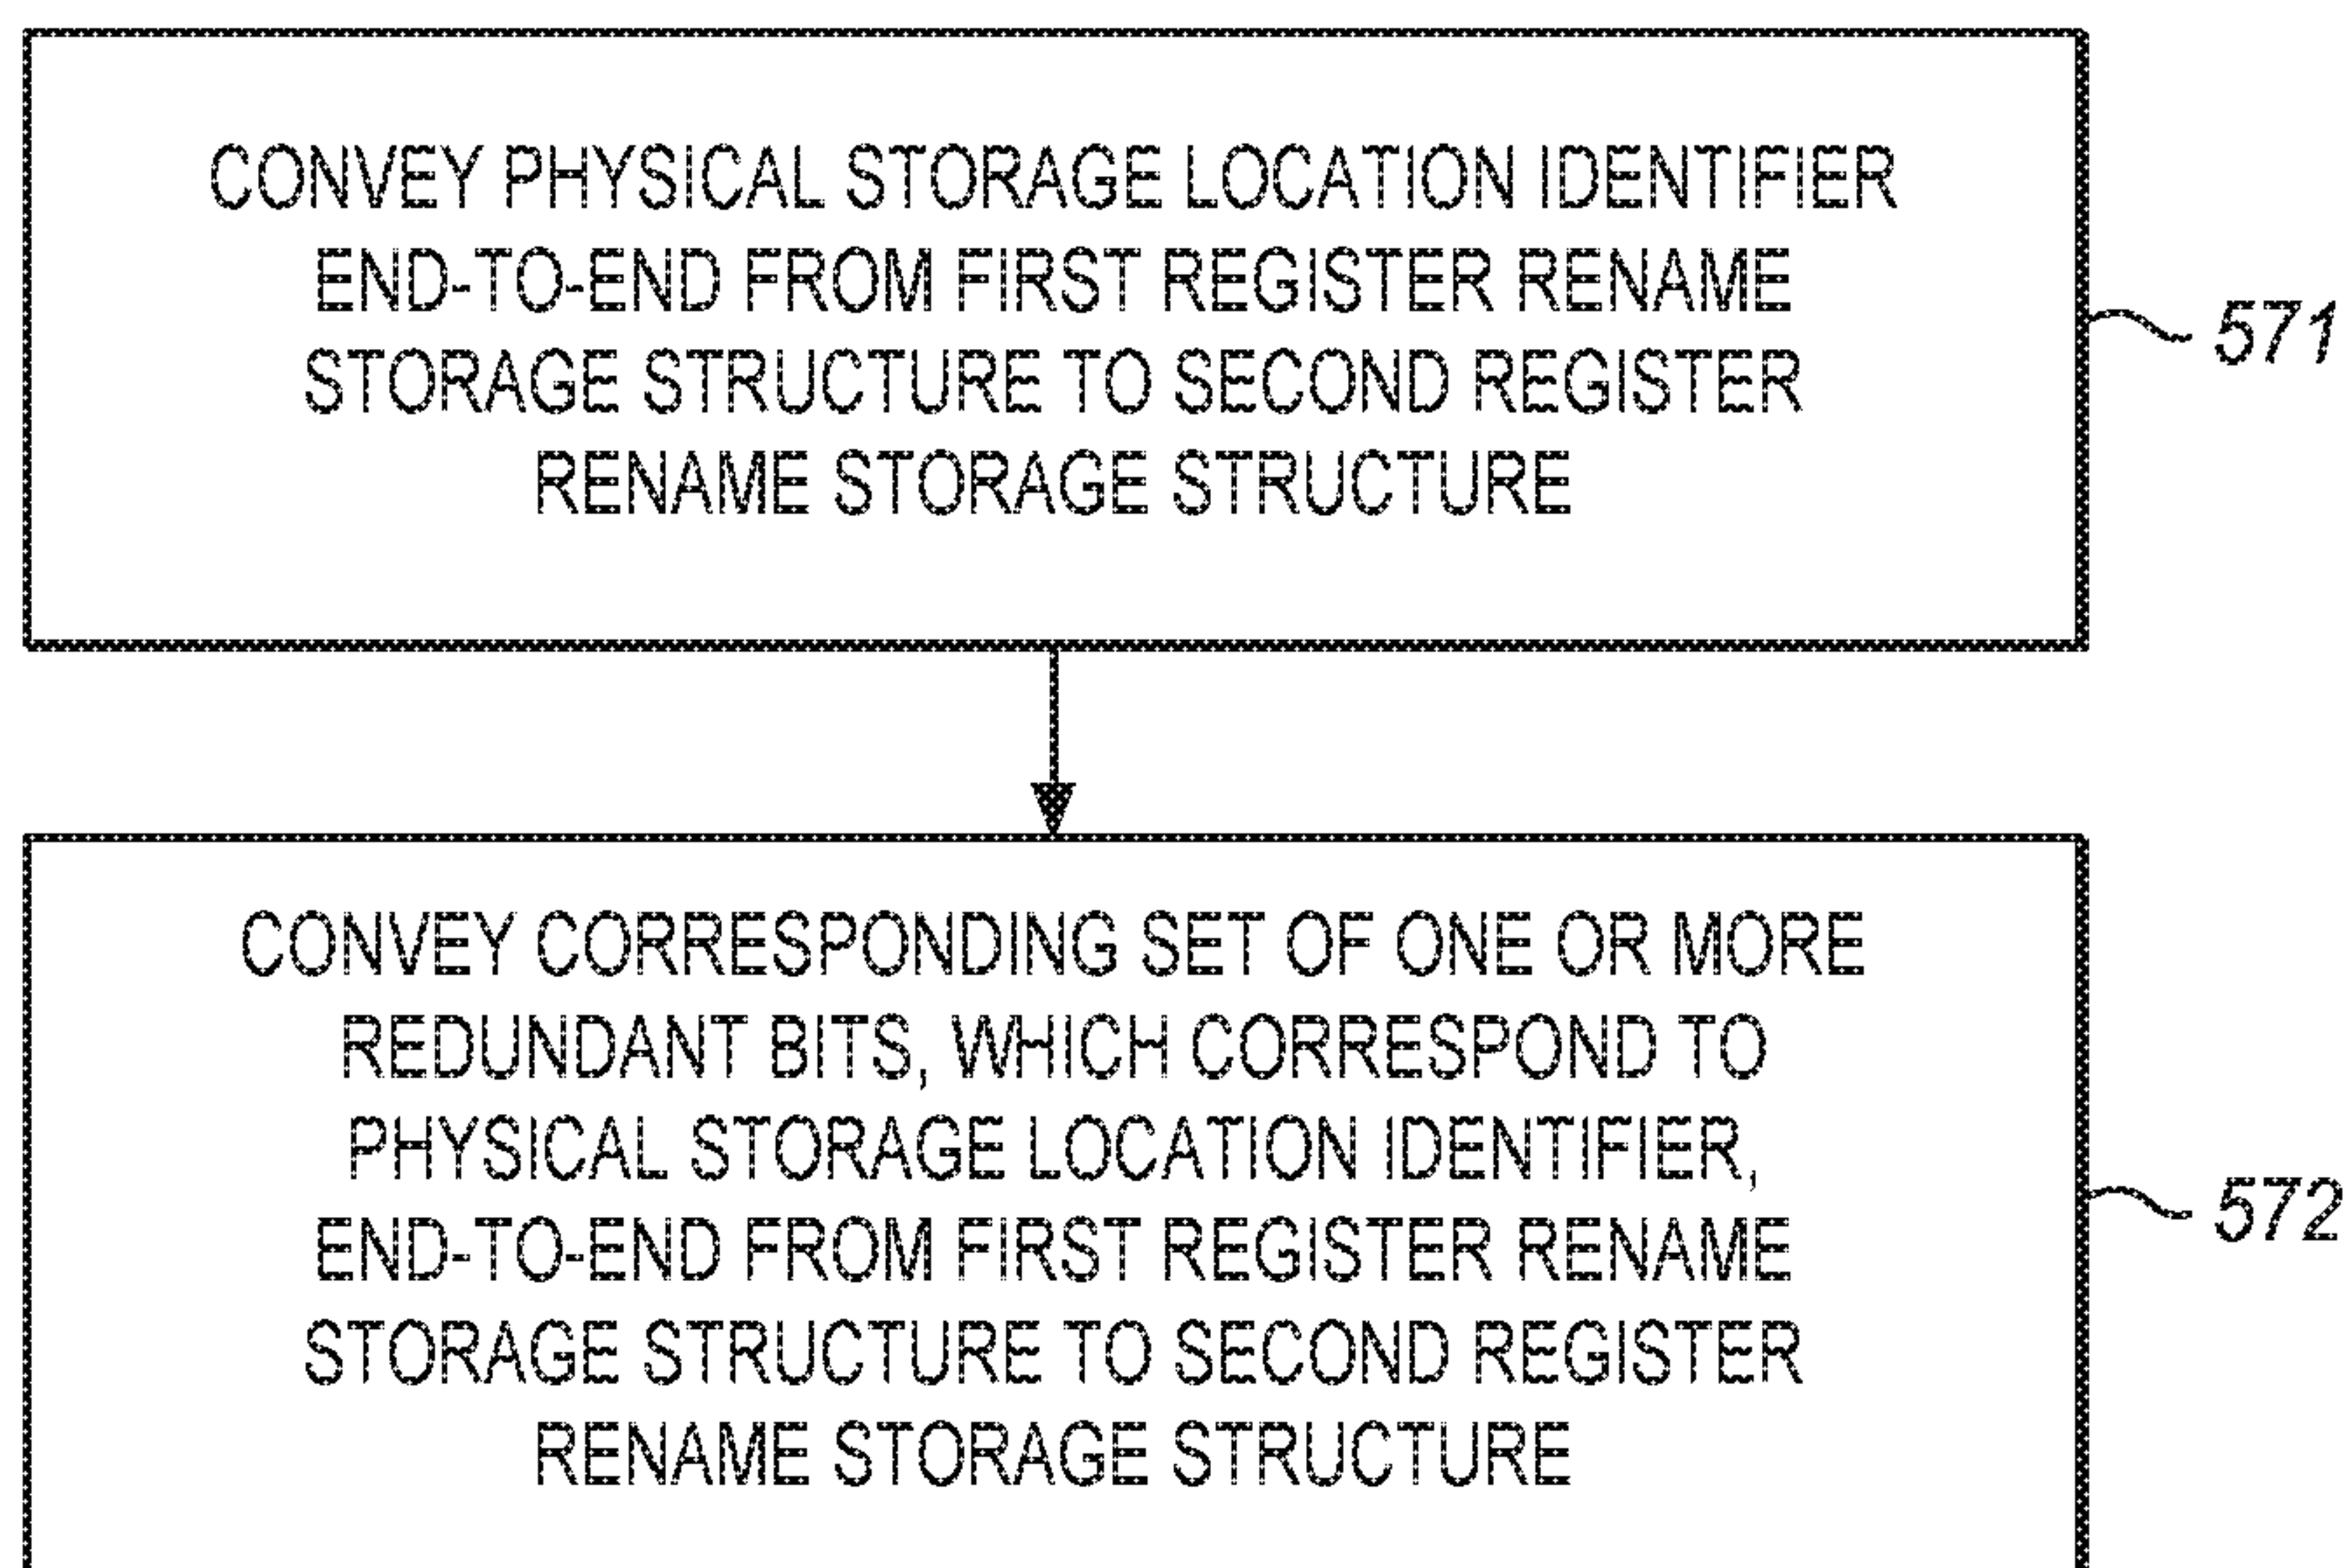 CONVEY PHYSICAL STORAGE LOCATION IDENTIFIER
END-TO-END FROM FIRST REGISTER RENAME
STORAGE STRUCTURE TO SECOND REGISTER
RENAME STORAGE STRUCTURE
571
CONVEY CORRESPONDING SET OF ONE OR MORE
REDUNDANT BITS, WHICH CORRESPOND TO
PHYSICAL STORAGE LOCATION IDENTIFIER,
END-TO-END FROM FIRST REGISTER RENAME
STORAGE STRUCTURE TO SECOND REGISTER
RENAME STORAGE STRUCTURE
572